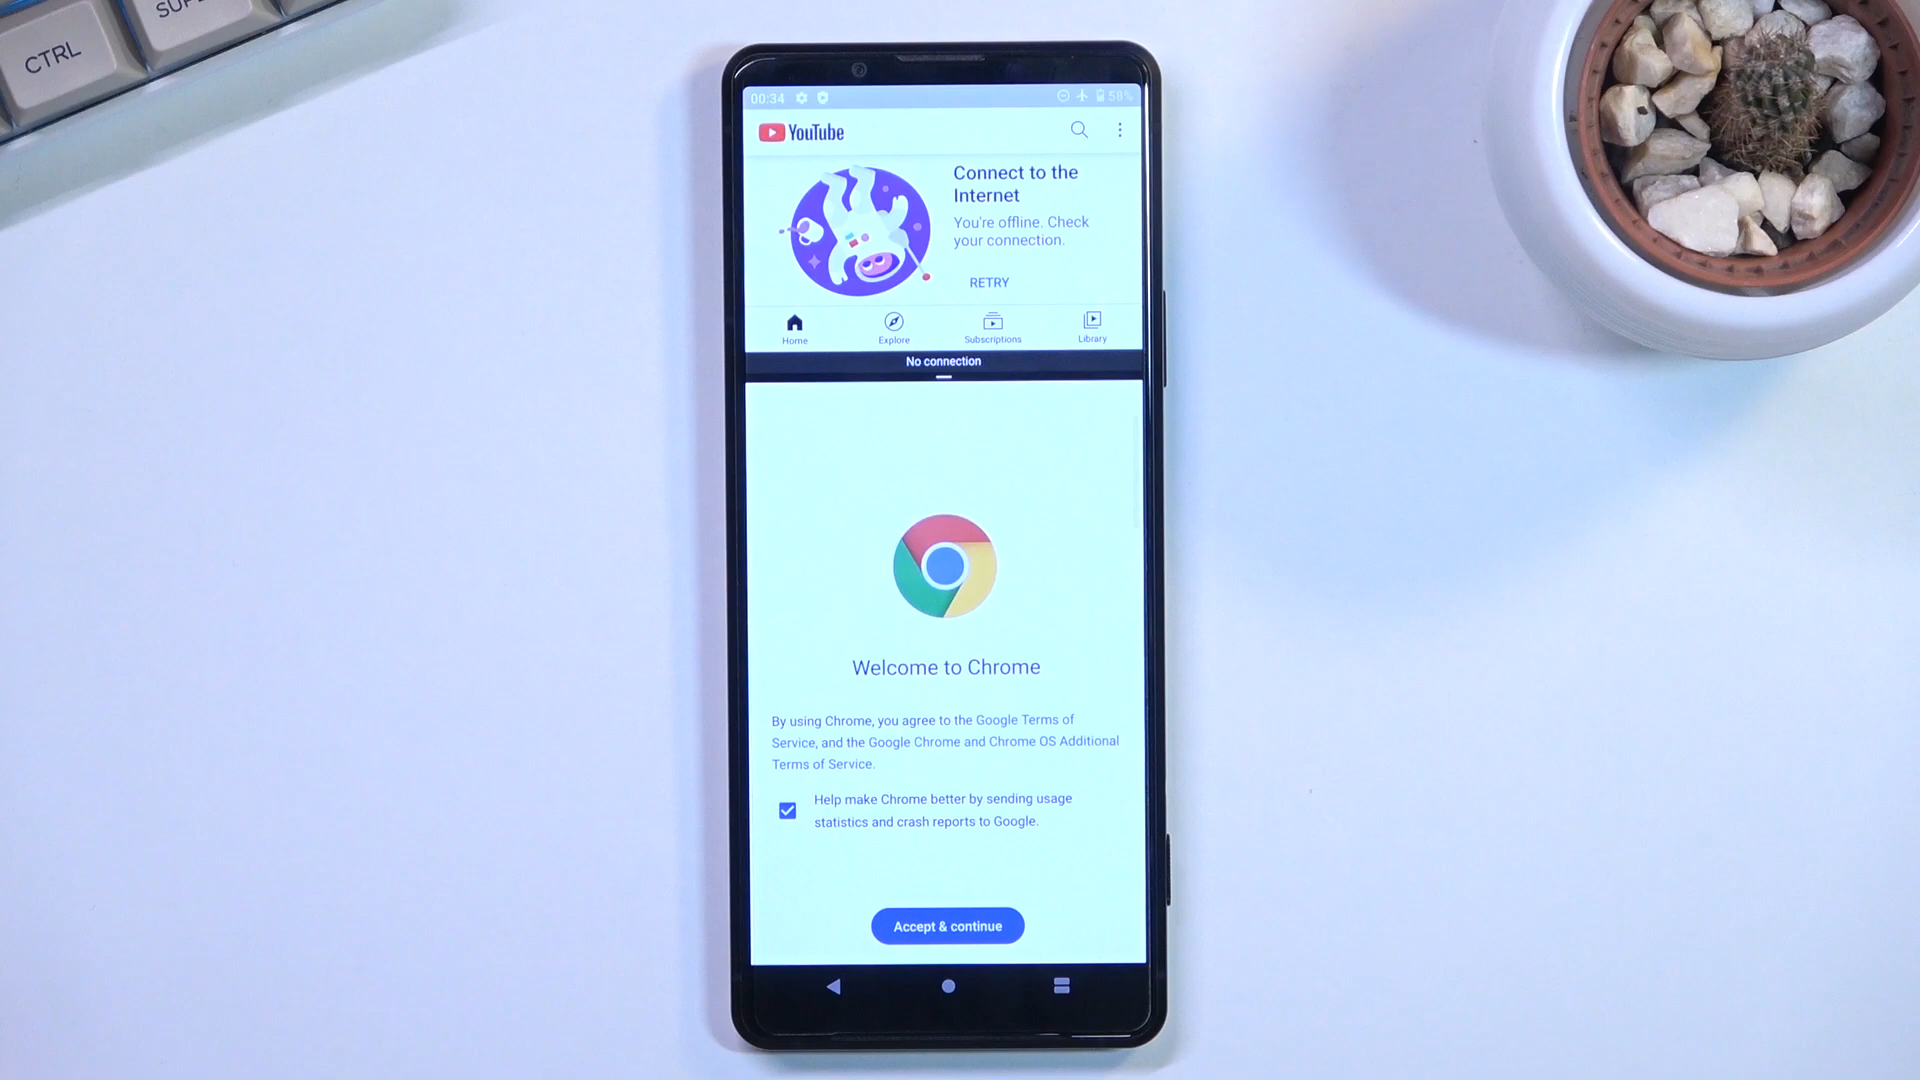 CTRL
00:34
58%
YouTube
Connect to the
Internet
You're offline. Check
your connection.
RETRY
Home
Explore
Subscriptions
Library
No connection
Welcome to Chrome
By using Chrome, you agree to the Google Terms of
Service, and the Google Chrome and Chrome OS Additional
Terms of Service.
Help make Chrome better by sending usage
statistics and crash reports to Google.
Accept & continue